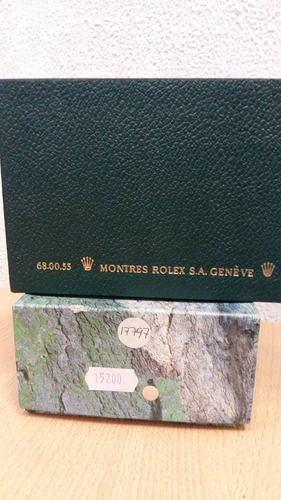 68.00.55 MONTRES ROLEX S.A. GENÈVE
17797
15200